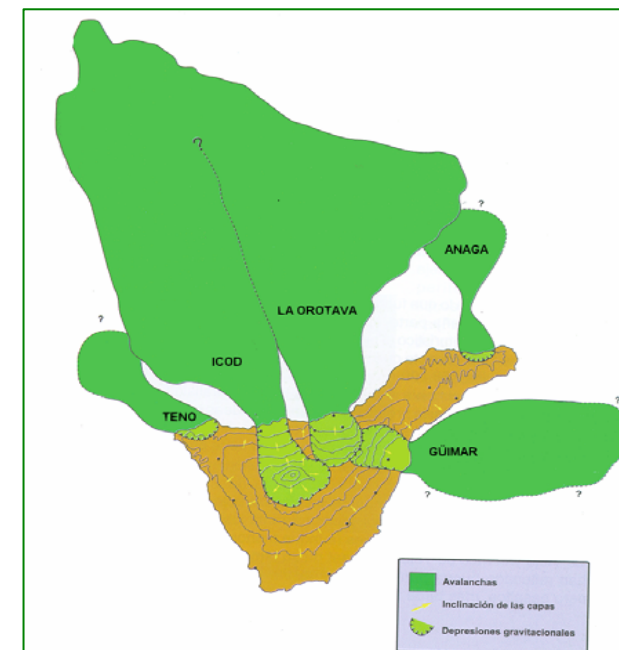 ?
?
ANAGA
LA OROTAVA
?
ICOD
TENO
?
GÜIMAR
?
?
Avalanchas
Inclinación de las capas
Depresiones gravitacionales